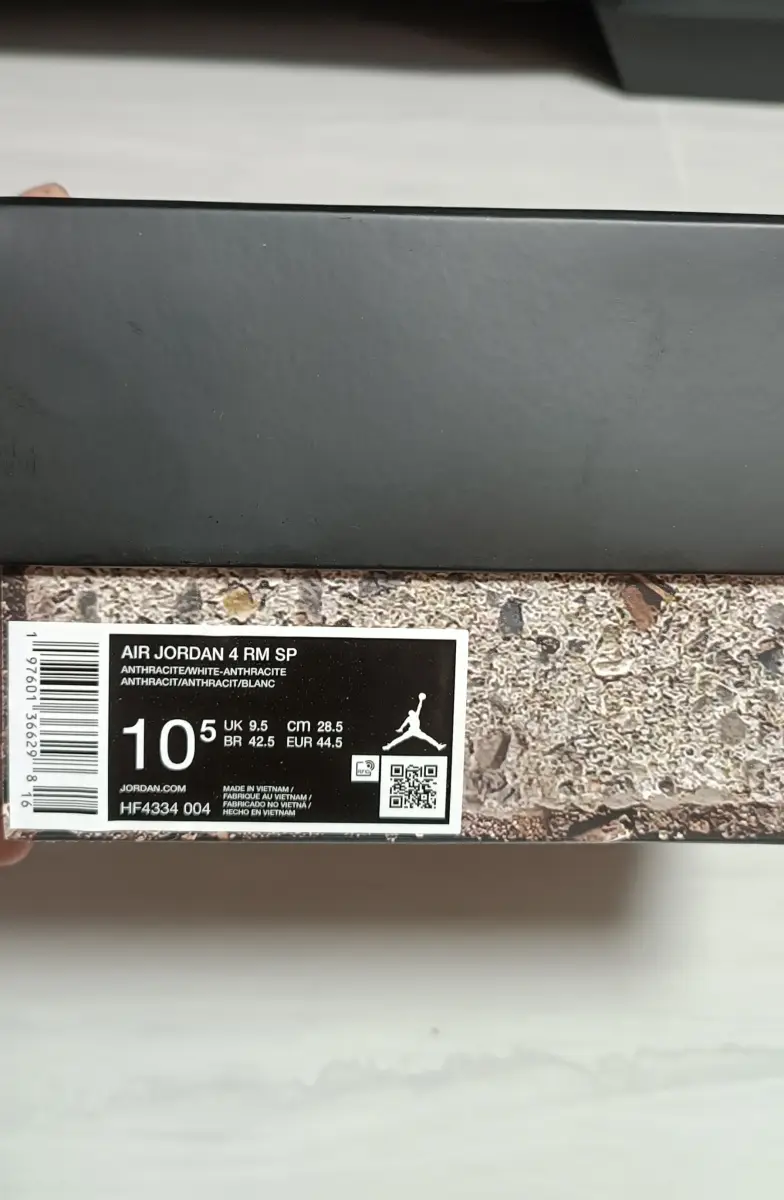 AIR JORDAN 4 RM SP
ANTHRACITE/WHITE-ANTHRACITE
ANTHRACIT/ANTHRACIT/BLANC
10⁵ UK 9.5 cm 28.5
BR 42.5 EUR 44.5
JORDAN.COM
HF4334 004
MADE IN VIETNAM /
FABRIQUE AU VIETNAM /
FABRICADO NO VIETNÃ /
HECHO EN VIETNAM
1 97601 36629 8 16